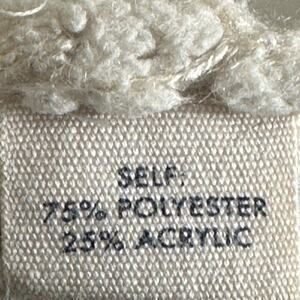 SELF:
75% POLYESTER
25% ACRYLIC